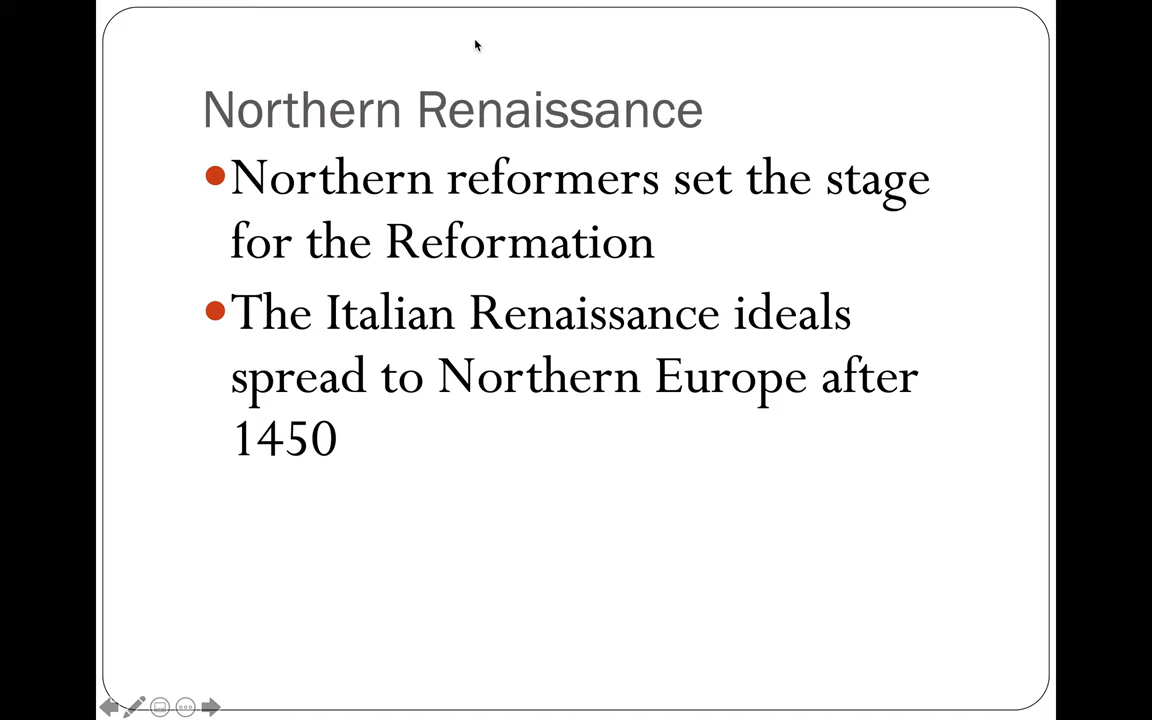 Northern Renaissance
•Northern reformers set the stage
for the Reformation
•The Italian Renaissance ideals
spread to Northern Europe after
1450